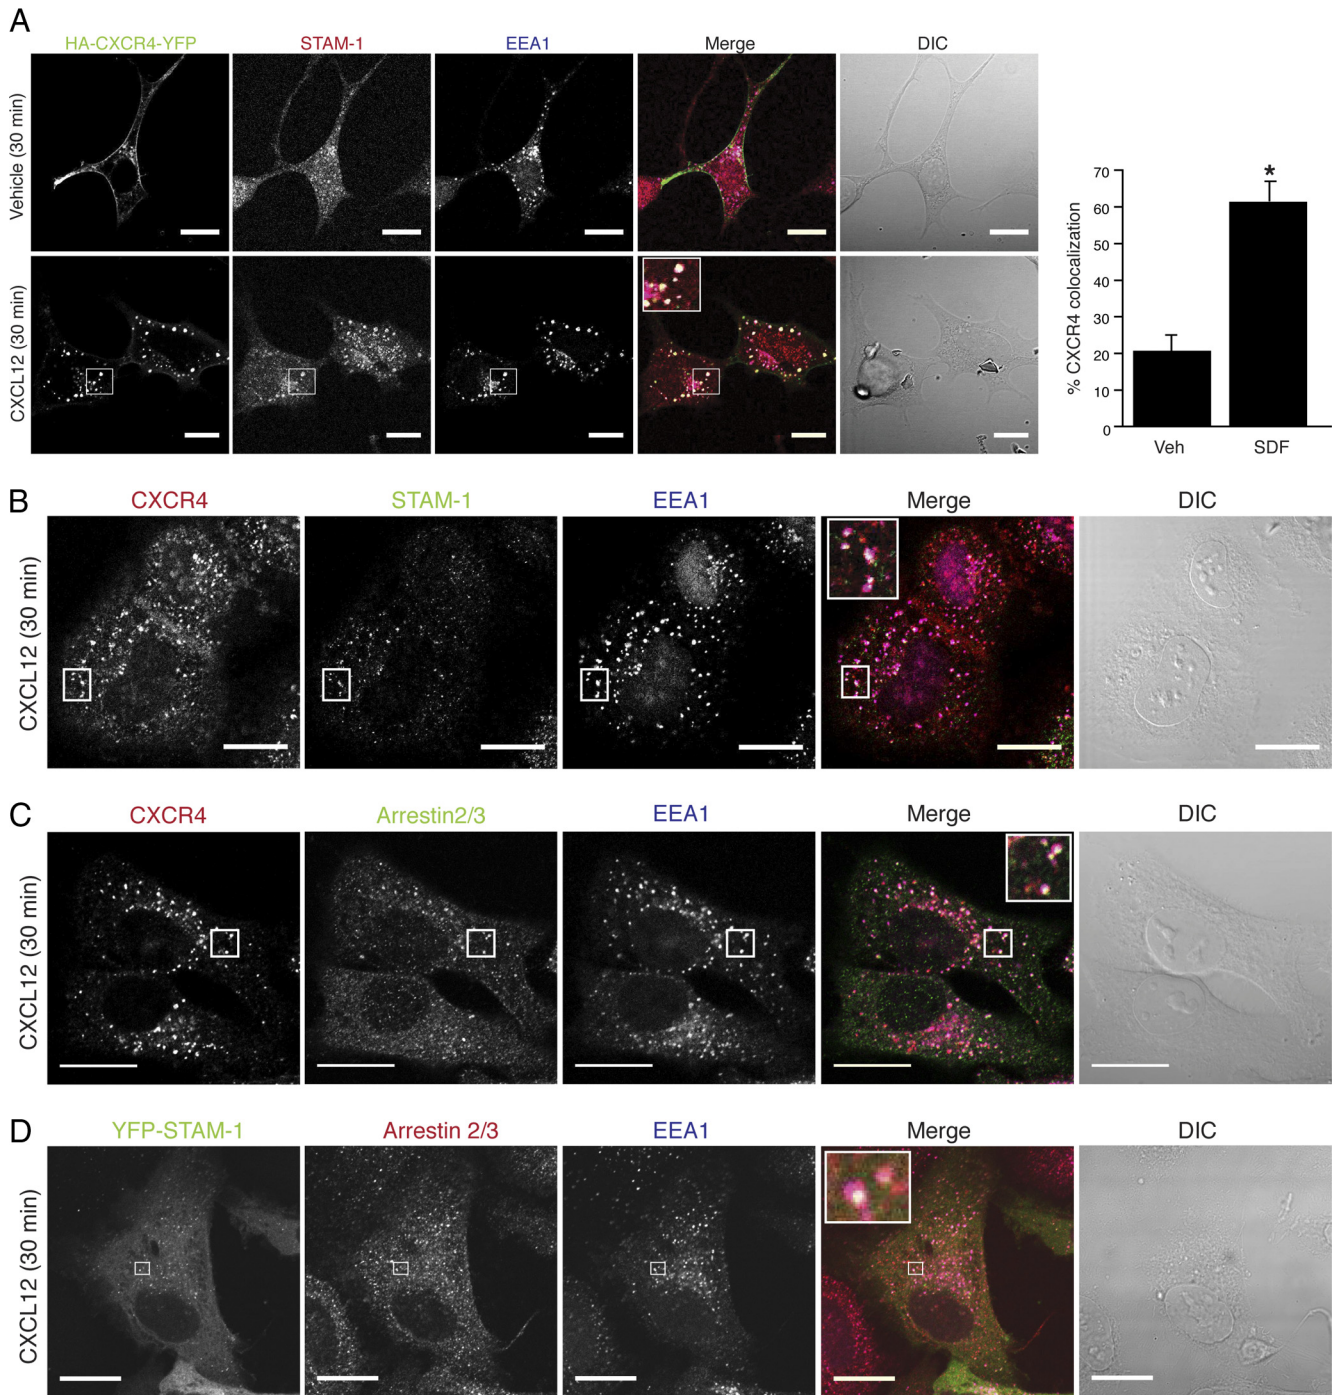 A
HA-CXCR4-YFP STAM-1 EEA1 Merge DIC
Vehicle (30 min)
CXCL12 (30 min)
% CXCR4 colocalization
70
60
50
40
30
20
10
0
*
Veh SDF
B
CXCR4 STAM-1 EEA1 Merge DIC
CXCL12 (30 min)
C
CXCR4 Arrestin2/3 EEA1 Merge DIC
CXCL12 (30 min)
D
YFP-STAM-1 Arrestin 2/3 EEA1 Merge DIC
CXCL12 (30 min)